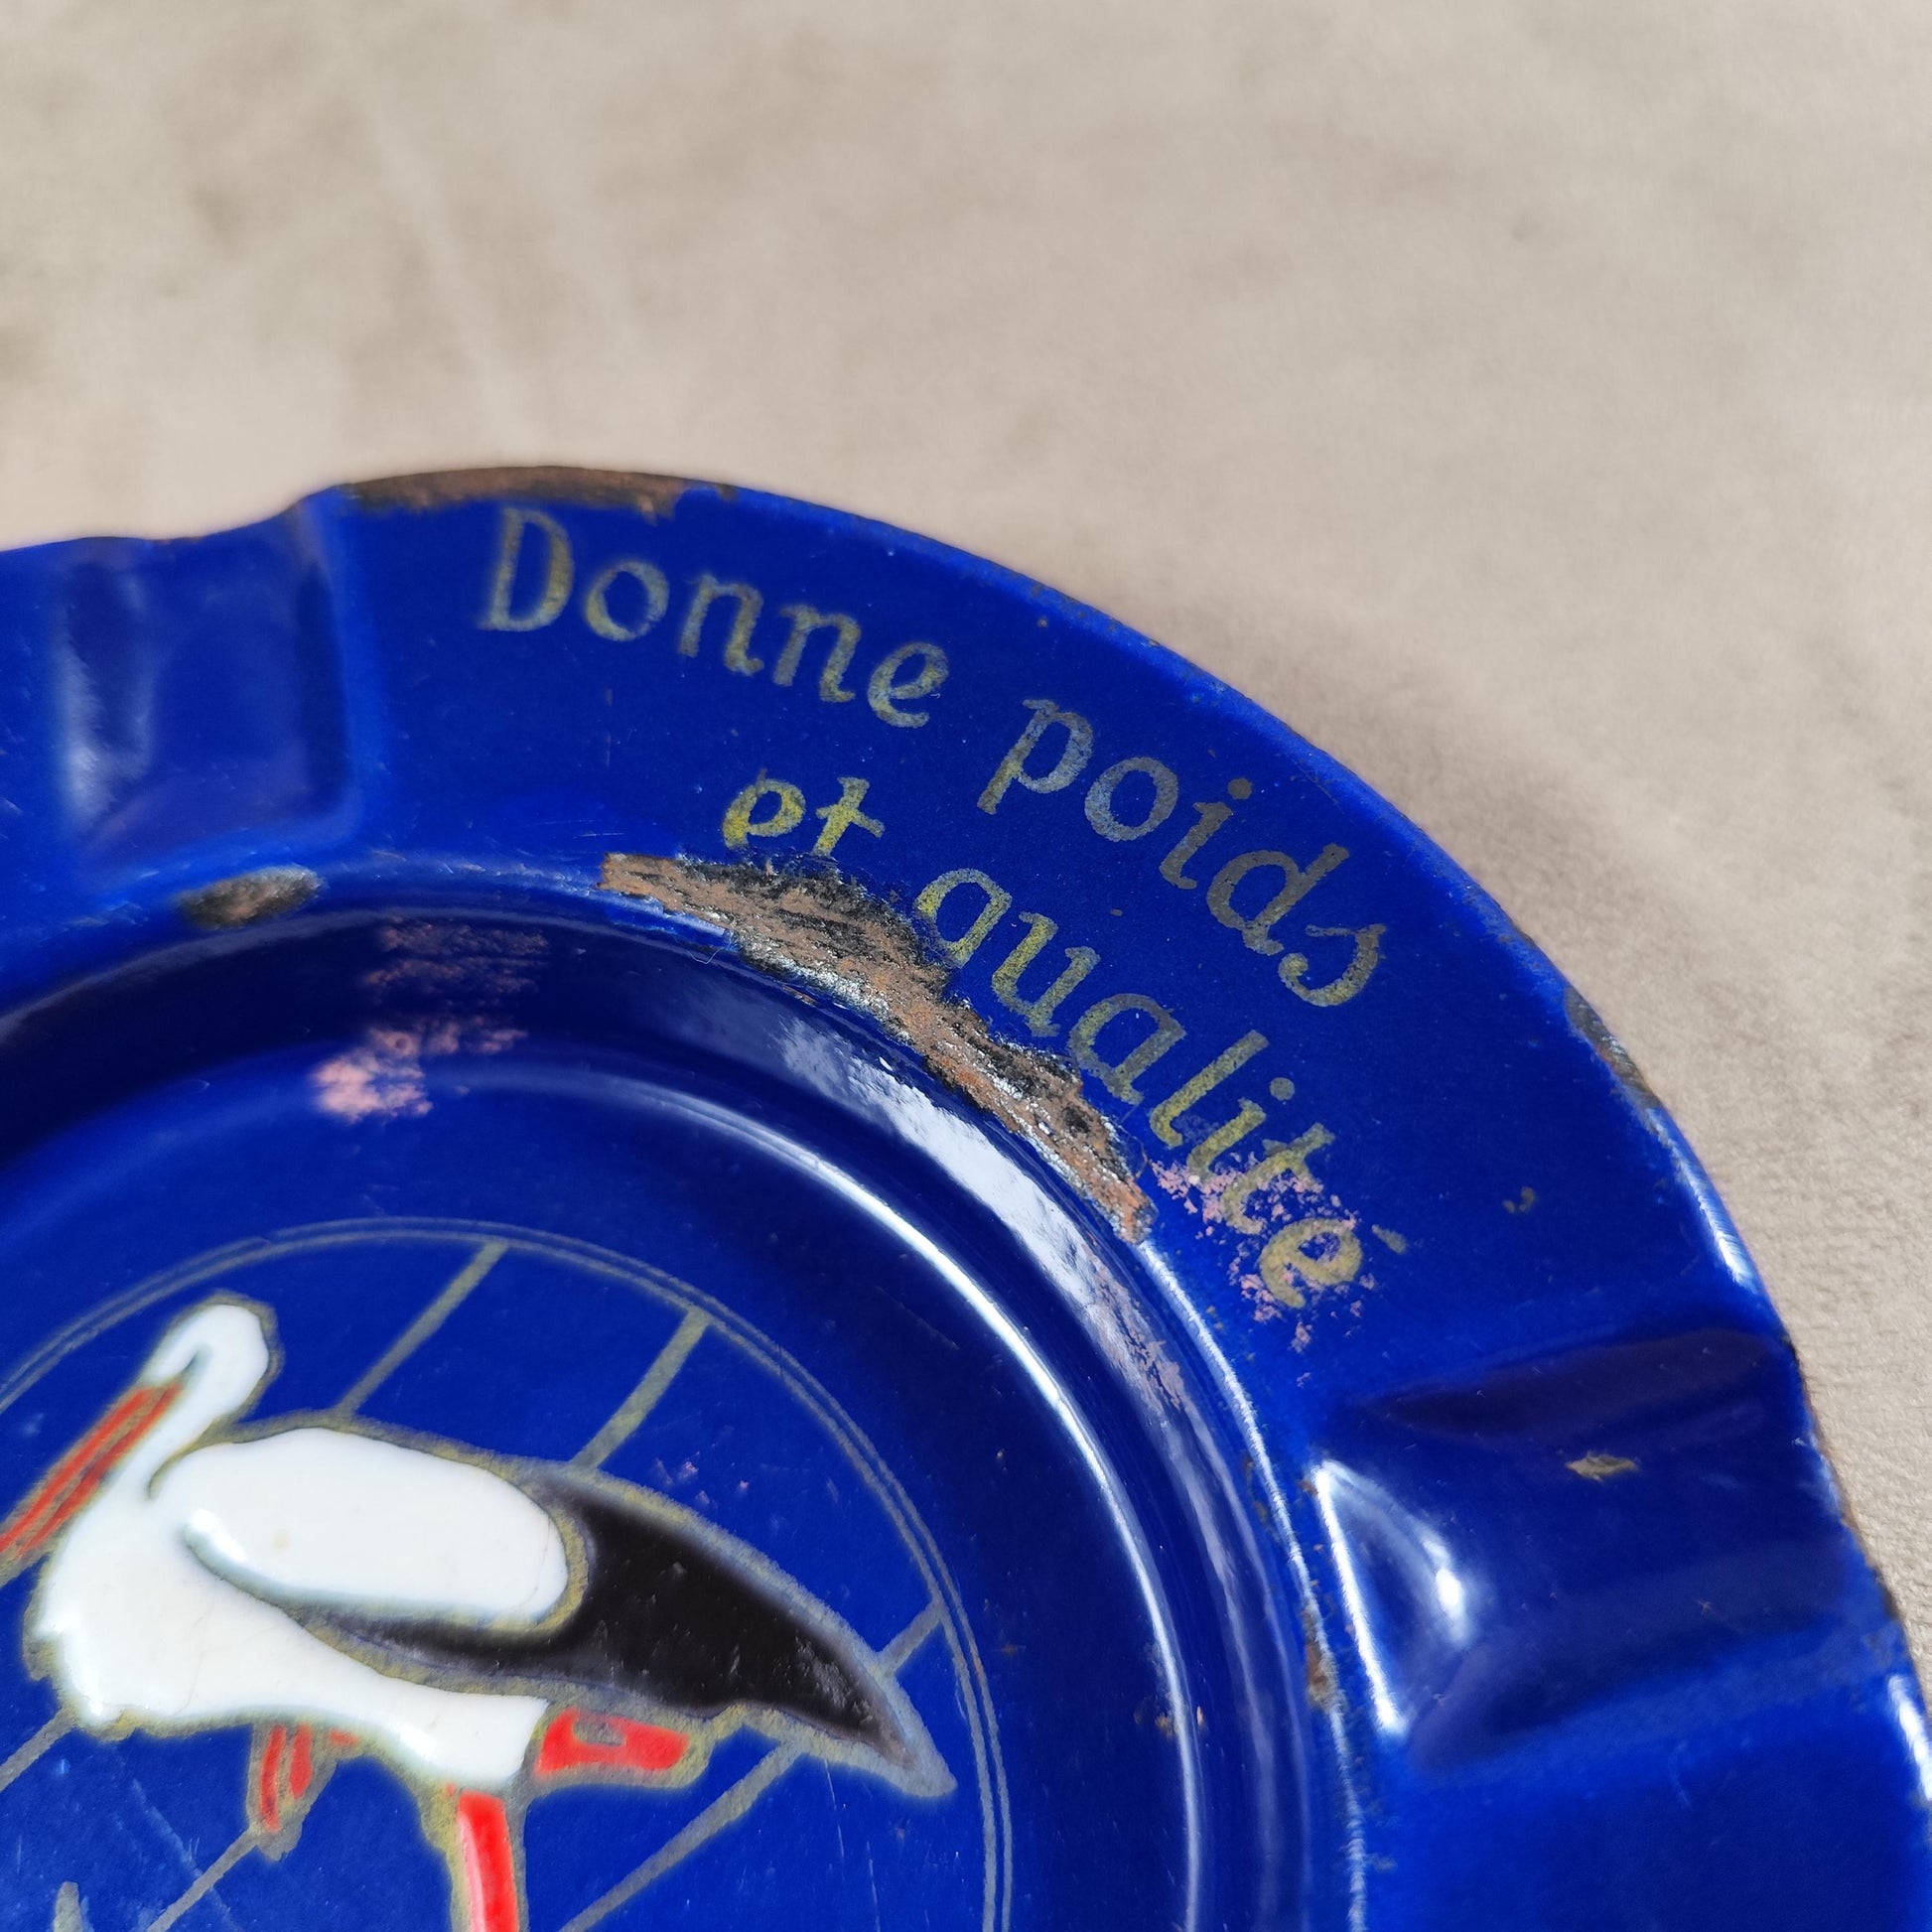 Donne poids
et qualité